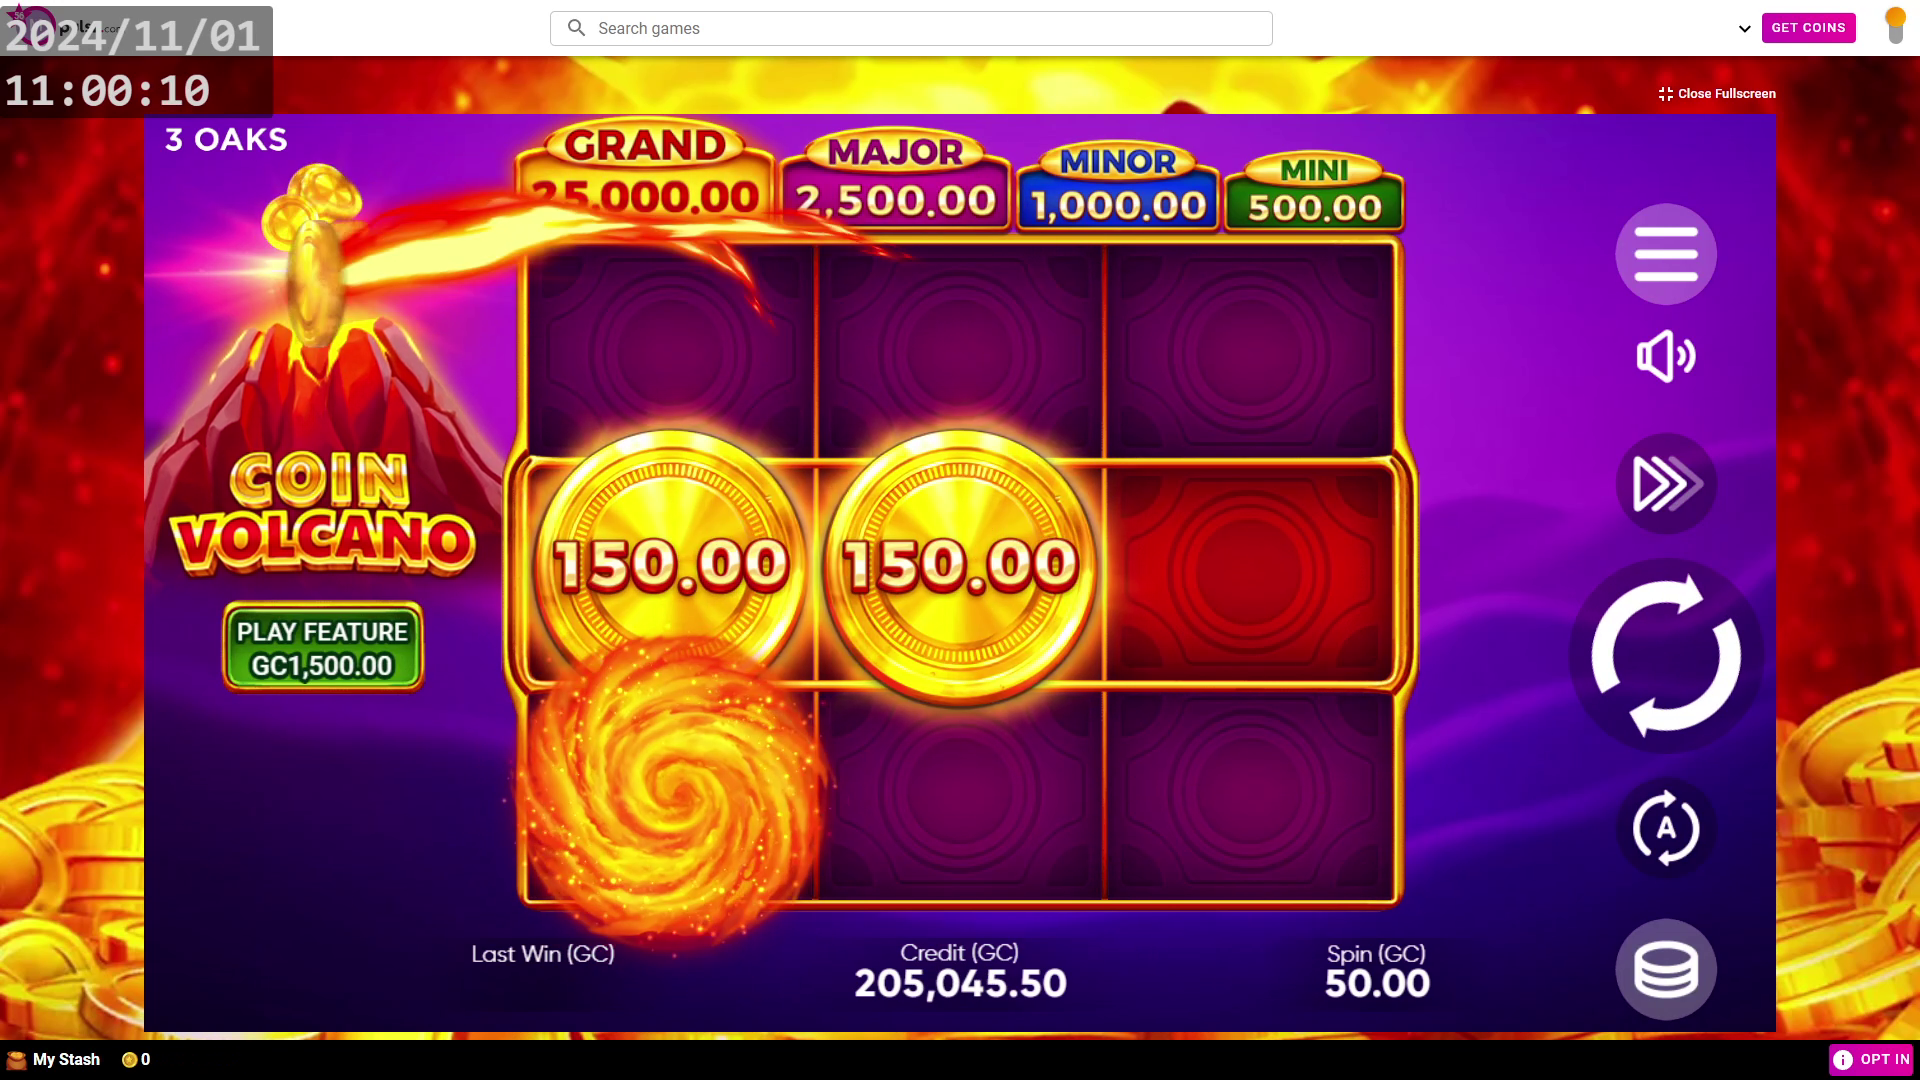 2024/11/01
11:00:10
Search games
GET COINS
Close Fullscreen
3 OAKS
GRAND
25,000.00
MAJOR
2,500.00
MINOR
1,000.00
MINI
500.00
COIN
VOLCANO
PLAY FEATURE
GC1,500.00
150.00
150.00
A
Last Win (GC)
Credit (GC)
205,045.50
Spin (GC)
50.00
My Stash
0
OPT IN